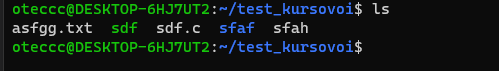 oteccc@DESKTOP-6HJ7UT2:~/test_kursovoi$ ls
asfgg.txt sdf sdf.c sfaf sfah
oteccc@DESKTOP-6HJ7UT2:~/test_kursovoi$